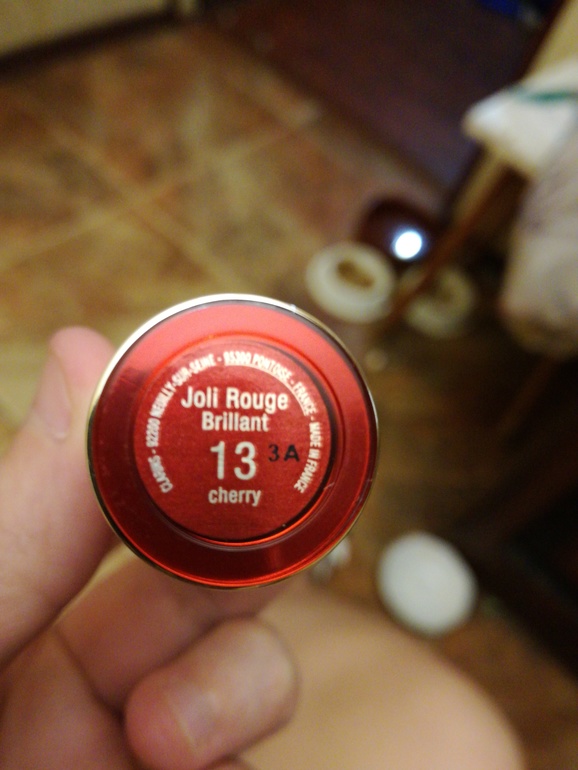 CLARINS - 92200 NEUILLY-SUR-SEINE - 95300 PONTOISE - FRANCE - MADE IN FRANCE
Joli Rouge
Brillant
13 3A
cherry